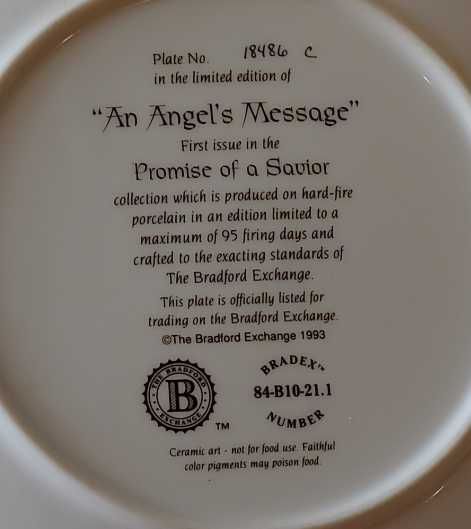 Plate No. 18486 C
in the limited edition of
"An Angel's Message"
First issue in the
Promise of a Savior
collection which is produced on hard-fire
porcelain in an edition limited to a
maximum of 95 firing days and
crafted to the exacting standards of
The Bradford Exchange.
This plate is officially listed for
trading on the Bradford Exchange.
©The Bradford Exchange 1993
THE BRADFORD
B
EXCHANGE
TM
BRADEX™
84-B10-21.1
NUMBER
Ceramic art - not for food use. Faithful
color pigments may poison food.